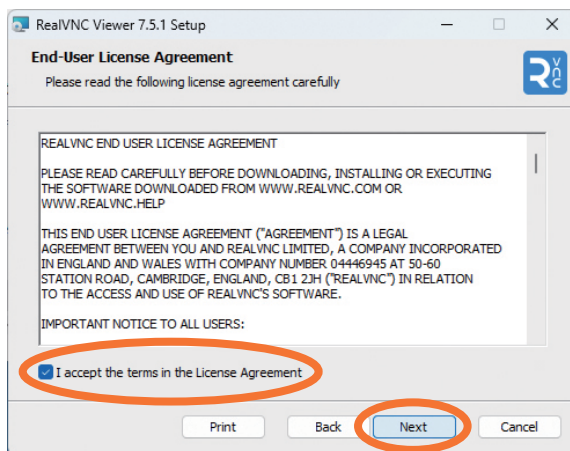 RealVNC Viewer 7.5.1 Setup
End-User License Agreement
Please read the following license agreement carefully
REALVNC END USER LICENSE AGREEMENT
PLEASE READ CAREFULLY BEFORE DOWNLOADING, INSTALLING OR EXECUTING
THE SOFTWARE DOWNLOADED FROM WWW.REALVNC.COM OR
WWW.REALVNC.HELP
THIS END USER LICENSE AGREEMENT ("AGREEMENT") IS A LEGAL
AGREEMENT BETWEEN YOU AND REALVNC LIMITED, A COMPANY INCORPORATED
IN ENGLAND AND WALES WITH COMPANY NUMBER 04446945 AT 50-60
STATION ROAD, CAMBRIDGE, ENGLAND, CB1 2JH ("REALVNC") IN RELATION
TO THE ACCESS AND USE OF REALVNC'S SOFTWARE.
IMPORTANT NOTICE TO ALL USERS:
I accept the terms in the License Agreement
Print Back Next Cancel